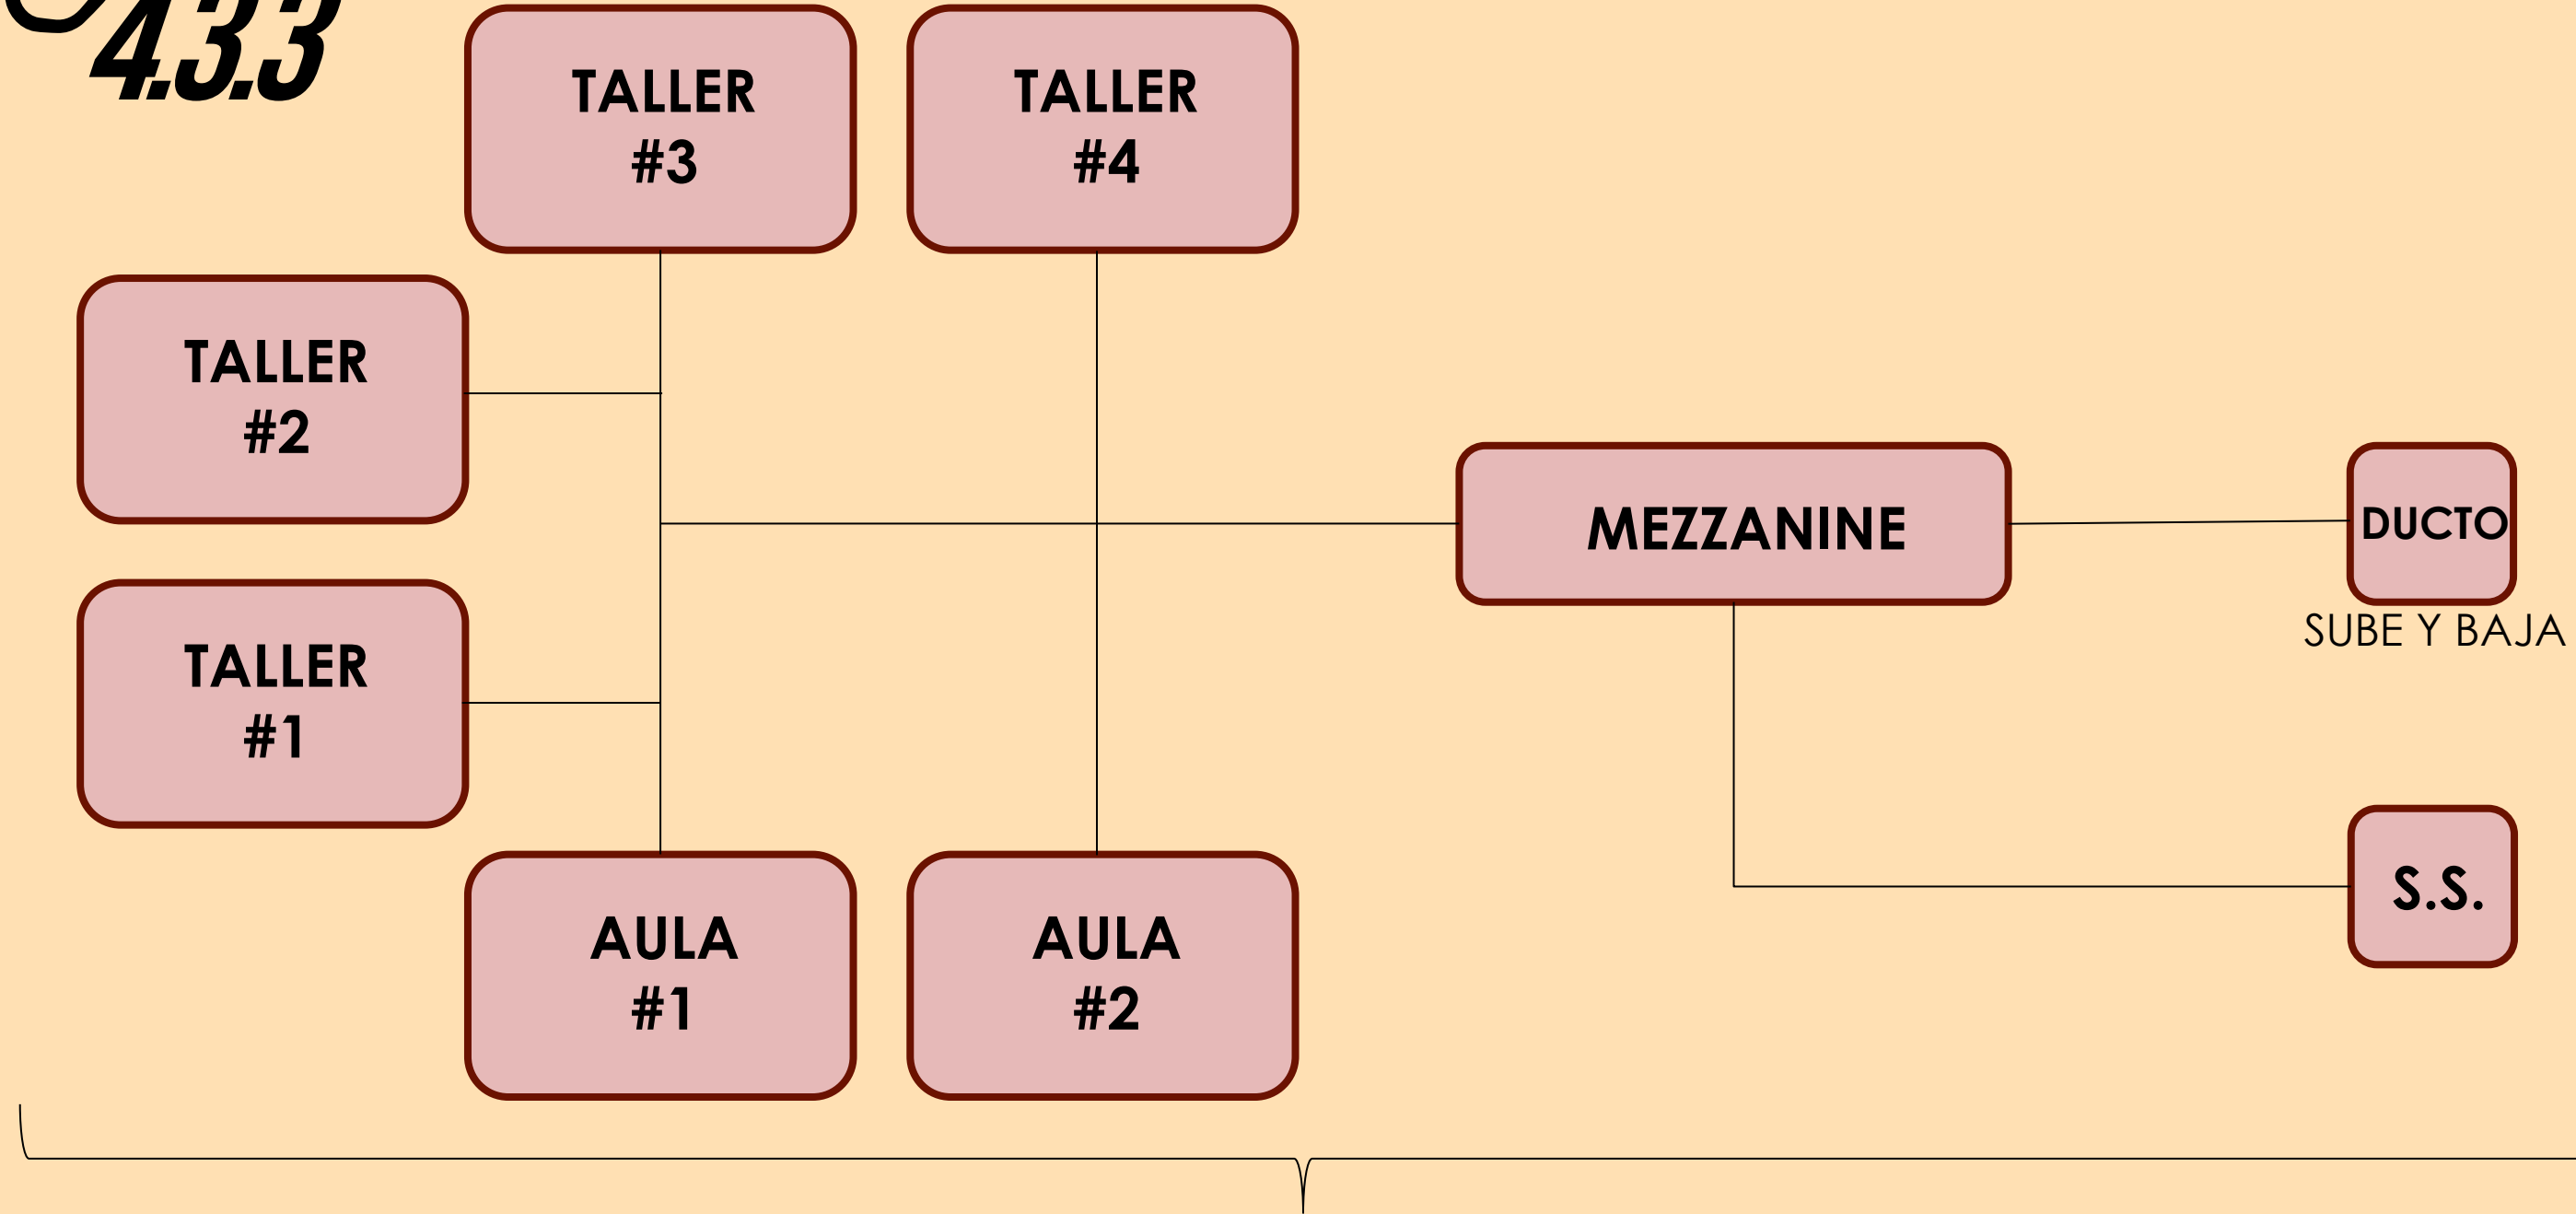 4.3.3
TALLER
#3
TALLER
#4
TALLER
#2
MEZZANINE
DUCTO
SUBE Y BAJA
TALLER
#1
S.S.
AULA
#1
AULA
#2